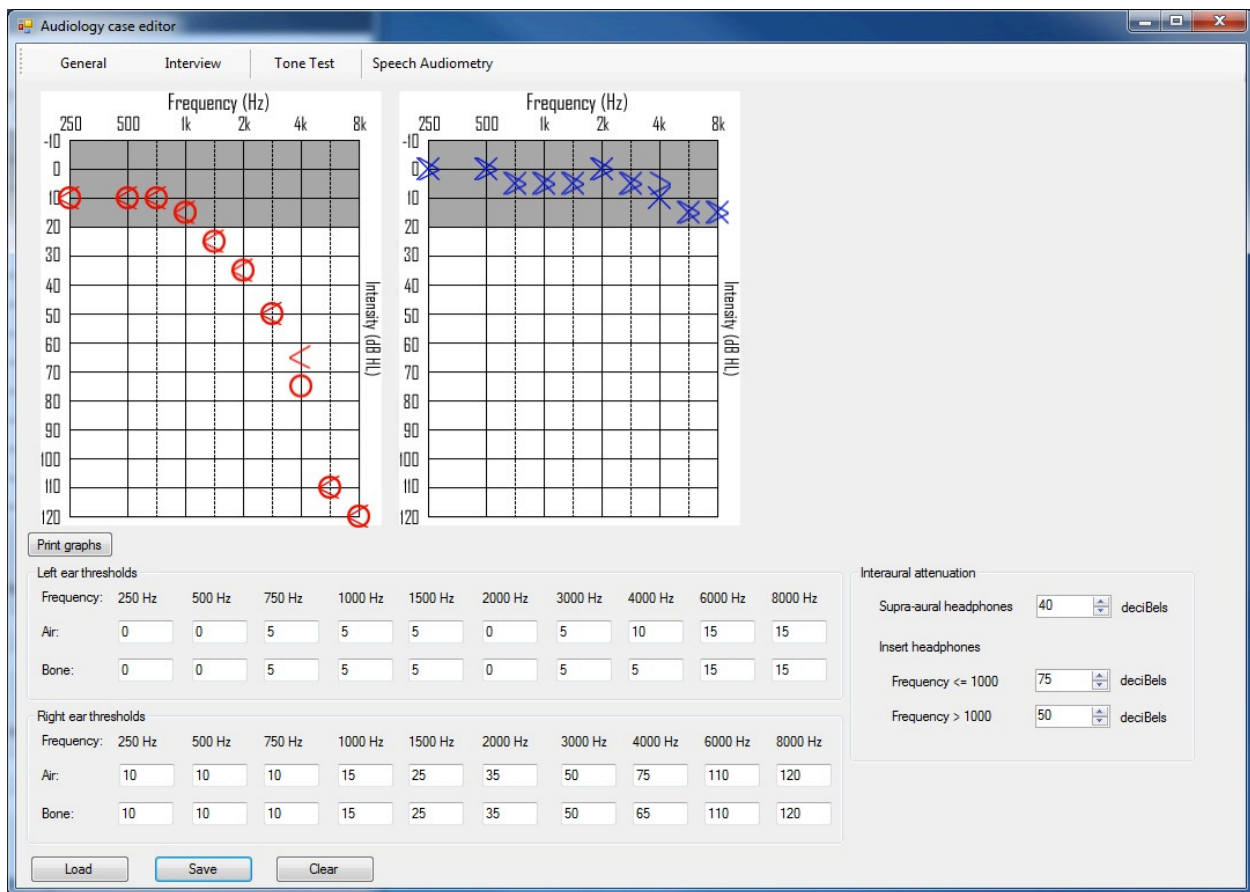 Audiology case editor
General Interview Tone Test Speech Audiometry
Frequency (Hz)
250 500 1k 2k 4k 8k
-10
0
10
20
30
40
50
60
70
80
90
100
110
120
Intensity (dB HL)
Frequency (Hz)
250 500 1k 2k 4k 8k
-10
0
10
20
30
40
50
60
70
80
90
100
110
120
Intensity (dB HL)
Print graphs
Left ear thresholds
Frequency: 250 Hz 500 Hz 750 Hz 1000 Hz 1500 Hz 2000 Hz 3000 Hz 4000 Hz 6000 Hz 8000 Hz
Air: 0 0 5 5 5 0 5 10 15 15
Bone: 0 0 5 5 5 0 5 5 15 15
Right ear thresholds
Frequency: 250 Hz 500 Hz 750 Hz 1000 Hz 1500 Hz 2000 Hz 3000 Hz 4000 Hz 6000 Hz 8000 Hz
Air: 10 10 10 15 25 35 50 75 110 120
Bone: 10 10 10 15 25 35 50 65 110 120
Interaural attenuation
Supra-aural headphones 40 deciBels
Insert headphones
Frequency <= 1000 75 deciBels
Frequency > 1000 50 deciBels
Load Save Clear